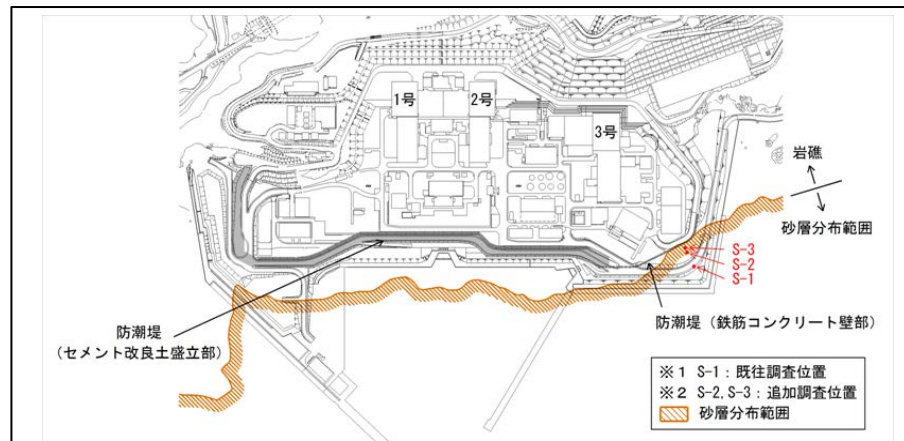 1号
2号
3号
岩礁
砂層分布範囲
S-3
S-2
S-1
防潮堤
(セメント改良土盛立部)
防潮堤(鉄筋コンクリート壁部)
※1 S-1:既往調査位置
※2 S-2,S-3:追加調査位置
砂層分布範囲